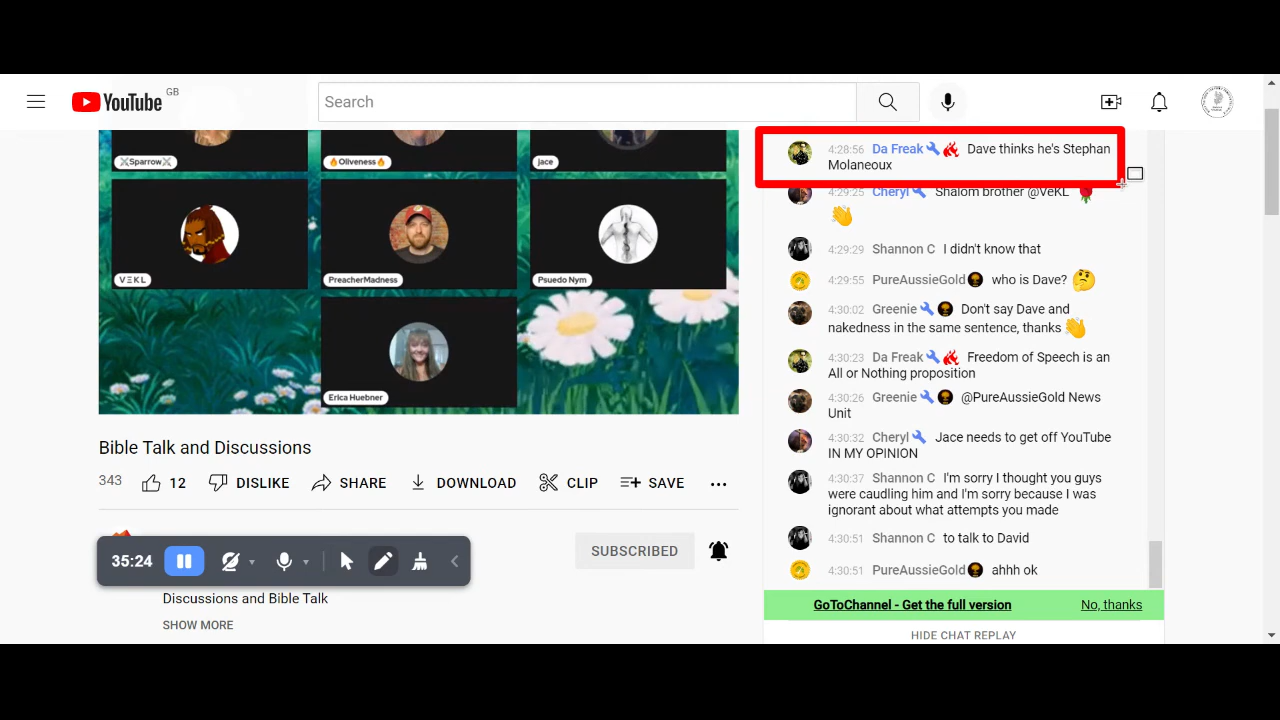 YouTube GB
Search
⚔Sparrow⚔
🔥Oliveness🔥
jace
VΞKL
PreacherMadness
Psuedo Nym
Erica Huebner
Bible Talk and Discussions
343 12 DISLIKE SHARE DOWNLOAD CLIP SAVE
35:24
SUBSCRIBED
Discussions and Bible Talk
SHOW MORE
4:28:56 Da Freak Dave thinks he's Stephan
Molaneoux
4:29:25 Cheryl Shalom brother @VeKL
4:29:29 Shannon C I didn't know that
4:29:55 PureAussieGold who is Dave?
4:30:02 Greenie Don't say Dave and
nakedness in the same sentence, thanks
4:30:23 Da Freak Freedom of Speech is an
All or Nothing proposition
4:30:26 Greenie @PureAussieGold News
Unit
4:30:32 Cheryl Jace needs to get off YouTube
IN MY OPINION
4:30:37 Shannon C I'm sorry I thought you guys
were caudling him and I'm sorry because I was
ignorant about what attempts you made
4:30:51 Shannon C to talk to David
4:30:51 PureAussieGold ahhh ok
GoToChannel - Get the full version No, thanks
HIDE CHAT REPLAY